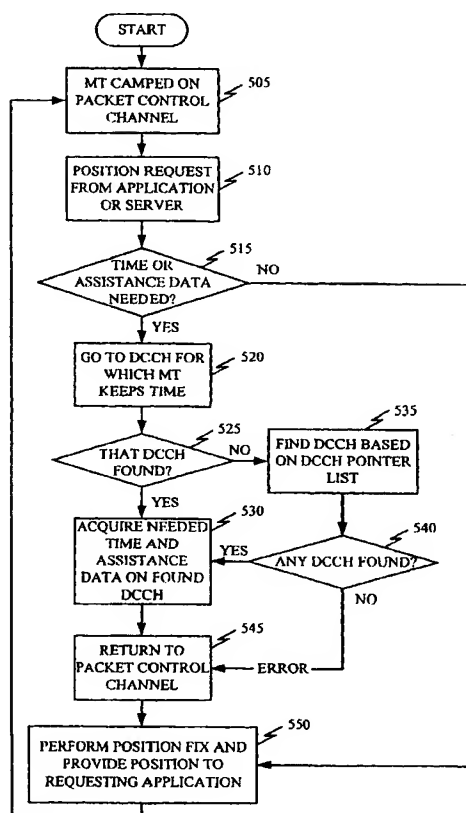 START
MT CAMPED ON
PACKET CONTROL
CHANNEL
505
POSITION REQUEST
FROM APPLICATION
OR SERVER
510
TIME OR
ASSISTANCE DATA
NEEDED?
515
NO
YES
GO TO DCCH FOR
WHICH MT
KEEPS TIME
520
THAT DCCH
FOUND?
525
NO
FIND DCCH BASED
ON DCCH POINTER
LIST
535
YES
ACQUIRE NEEDED
TIME AND
ASSISTANCE
DATA ON FOUND
DCCH
530
YES
ANY DCCH FOUND?
540
NO
RETURN TO
PACKET CONTROL
CHANNEL
545
ERROR
PERFORM POSITION FIX AND
PROVIDE POSITION TO
REQUESTING APPLICATION
550